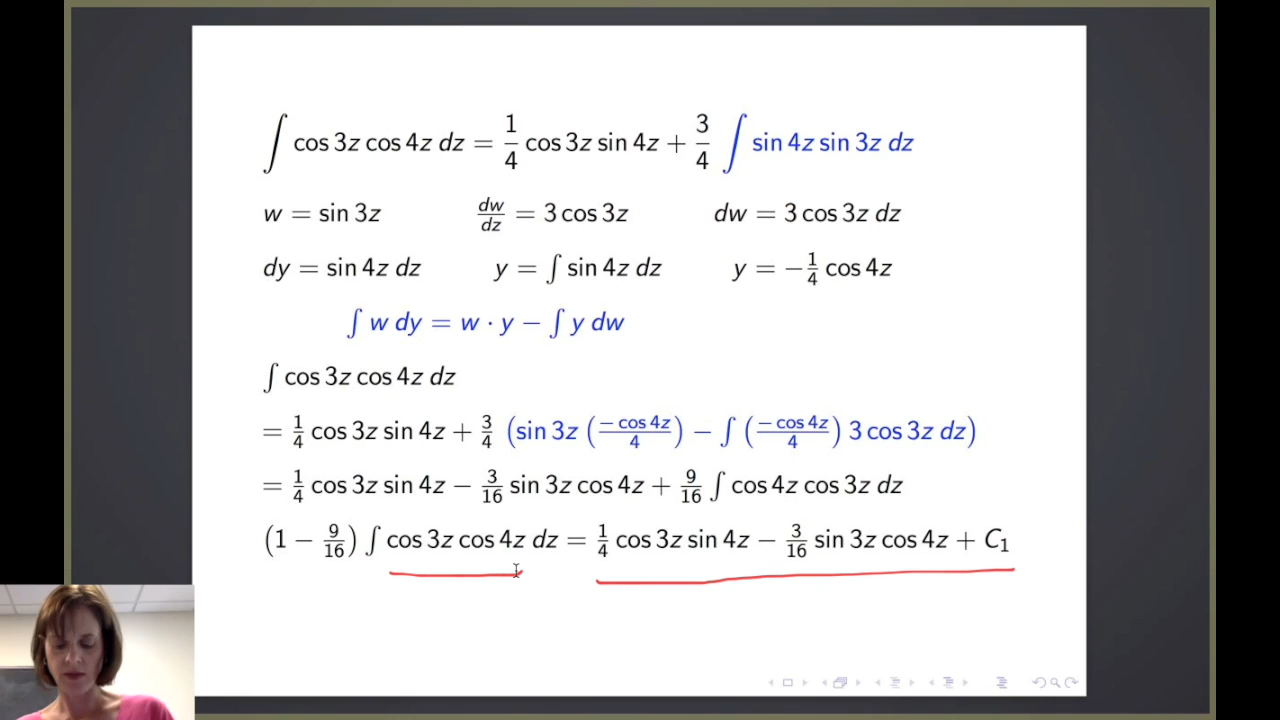 ∫ cos 3z cos 4z dz = 1/4 cos 3z sin 4z + 3/4 ∫ sin 4z sin 3z dz
w = sin 3z dw/dz = 3 cos 3z dw = 3 cos 3z dz
dy = sin 4z dz y = ∫ sin 4z dz y = −1/4 cos 4z
∫ w dy = w · y − ∫ y dw
∫ cos 3z cos 4z dz
= 1/4 cos 3z sin 4z + 3/4 (sin 3z (−cos 4z/4) − ∫ (−cos 4z/4) 3 cos 3z dz)
= 1/4 cos 3z sin 4z − 3/16 sin 3z cos 4z + 9/16 ∫ cos 4z cos 3z dz
(1 − 9/16) ∫ cos 3z cos 4z dz = 1/4 cos 3z sin 4z − 3/16 sin 3z cos 4z + C₁